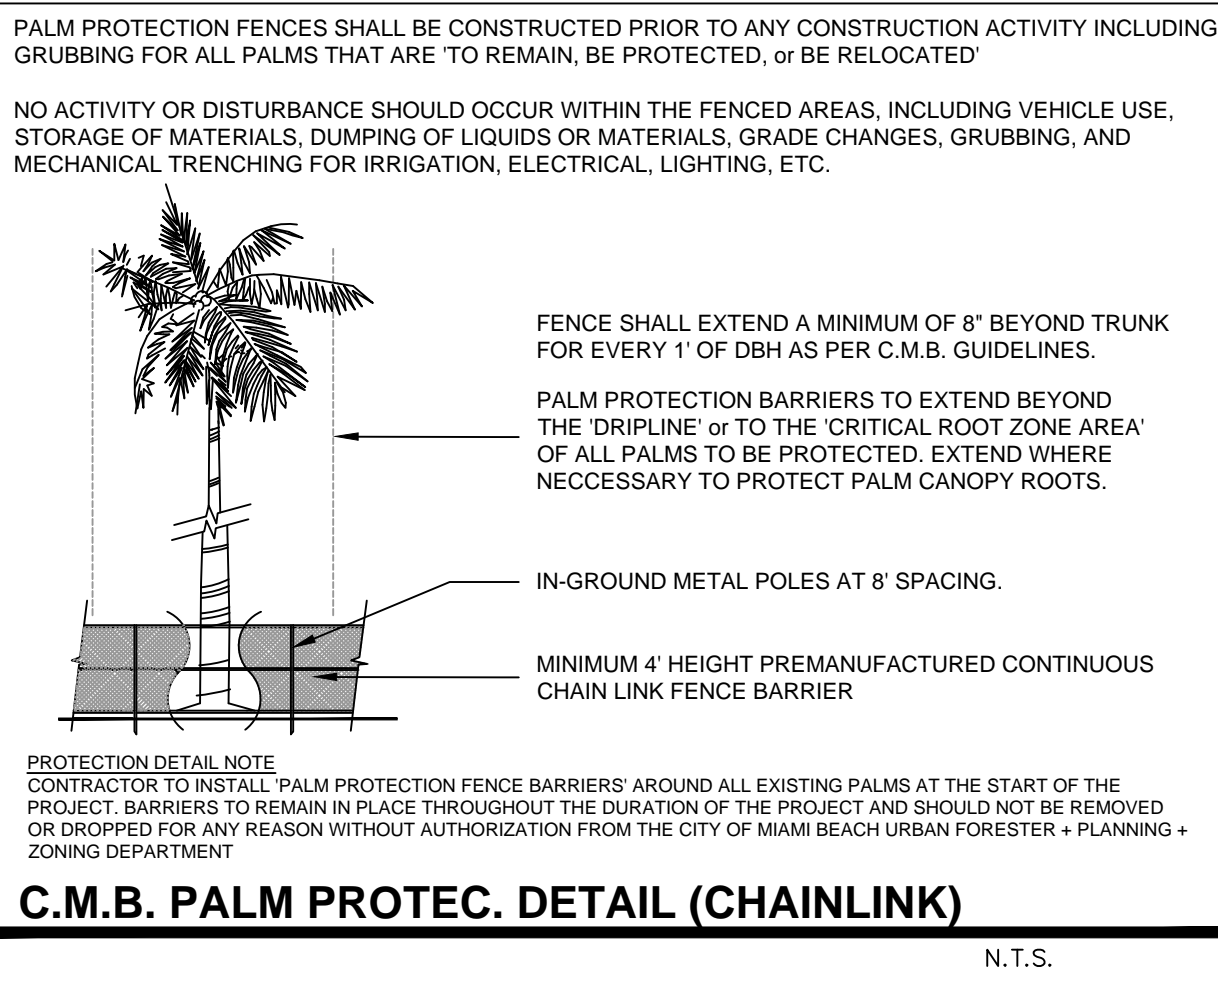 PALM PROTECTION FENCES SHALL BE CONSTRUCTED PRIOR TO ANY CONSTRUCTION ACTIVITY INCLUDING
GRUBBING FOR ALL PALMS THAT ARE 'TO REMAIN, BE PROTECTED, or BE RELOCATED'
NO ACTIVITY OR DISTURBANCE SHOULD OCCUR WITHIN THE FENCED AREAS, INCLUDING VEHICLE USE,
STORAGE OF MATERIALS, DUMPING OF LIQUIDS OR MATERIALS, GRADE CHANGES, GRUBBING, AND
MECHANICAL TRENCHING FOR IRRIGATION, ELECTRICAL, LIGHTING, ETC.
FENCE SHALL EXTEND A MINIMUM OF 8" BEYOND TRUNK
FOR EVERY 1' OF DBH AS PER C.M.B. GUIDELINES.
PALM PROTECTION BARRIERS TO EXTEND BEYOND
THE 'DRIPLINE' or TO THE 'CRITICAL ROOT ZONE AREA'
OF ALL PALMS TO BE PROTECTED. EXTEND WHERE
NECCESSARY TO PROTECT PALM CANOPY ROOTS.
IN-GROUND METAL POLES AT 8' SPACING.
MINIMUM 4' HEIGHT PREMANUFACTURED CONTINUOUS
CHAIN LINK FENCE BARRIER
PROTECTION DETAIL NOTE
CONTRACTOR TO INSTALL 'PALM PROTECTION FENCE BARRIERS' AROUND ALL EXISTING PALMS AT THE START OF THE
PROJECT. BARRIERS TO REMAIN IN PLACE THROUGHOUT THE DURATION OF THE PROJECT AND SHOULD NOT BE REMOVED
OR DROPPED FOR ANY REASON WITHOUT AUTHORIZATION FROM THE CITY OF MIAMI BEACH URBAN FORESTER + PLANNING +
ZONING DEPARTMENT
C.M.B. PALM PROTEC. DETAIL (CHAINLINK)
N.T.S.